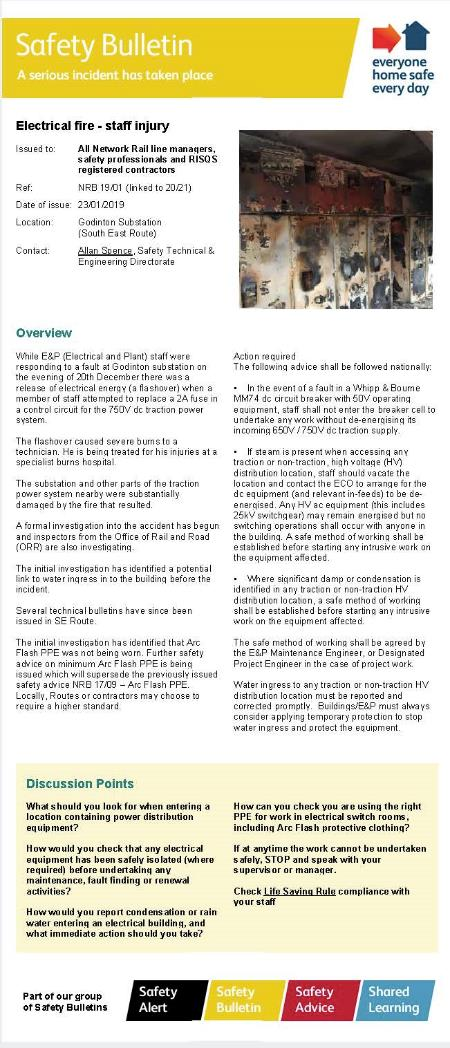 Safety Bulletin
A serious incident has taken place
everyone
home safe
every day
Electrical fire - staff injury
Issued to: All Network Rail line managers,
safety professionals and RISQS
registered contractors
Ref: NRB 19/01 (linked to 20/21)
Date of issue: 23/01/2019
Location: Godinton Substation
(South East Route)
Contact: Allan Spence, Safety Technical &
Engineering Directorate
Overview
While E&P (Electrical and Plant) staff were
responding to a fault at Godinton substation on
the evening of 20th December there was a
release of electrical energy (a flashover) when a
member of staff attempted to replace a 2A fuse in
a control circuit for the 750V dc traction power
system.
The flashover caused severe burns to a
technician. He is being treated for his injuries at a
specialist burns hospital.
The substation and other parts of the traction
power system nearby were substantially
damaged by the fire that resulted.
A formal investigation into the accident has begun
and inspectors from the Office of Rail and Road
(ORR) are also investigating.
The initial investigation has identified a potential
link to water ingress in to the building before the
incident.
Several technical bulletins have since been
issued in SE Route.
The initial investigation has identified that Arc
Flash PPE was not being worn. Further safety
advice on minimum Arc Flash PPE is being
issued which will supersede the previously issued
safety advice NRB 17/09 – Arc Flash PPE.
Locally, Routes or contractors may choose to
require a higher standard.
Action required
The following advice shall be followed nationally:
• In the event of a fault in a Whipp & Bourne
MM74 dc circuit breaker with 50V operating
equipment, staff shall not enter the breaker cell to
undertake any work without de-energising its
incoming 650V / 750V dc traction supply.
• If steam is present when accessing any
traction or non-traction, high voltage (HV)
distribution location, staff should vacate the
location and contact the ECO to arrange for the
dc equipment (and relevant in-feeds) to be de-
energised. Any HV ac equipment (this includes
25kV switchgear) may remain energised but no
switching operations shall occur with anyone in
the building. A safe method of working shall be
established before starting any intrusive work on
the equipment affected.
• Where significant damp or condensation is
identified in any traction or non-traction HV
distribution location, a safe method of working
shall be established before starting any intrusive
work on the equipment affected.
The safe method of working shall be agreed by
the E&P Maintenance Engineer, or Designated
Project Engineer in the case of project work.
Water ingress to any traction or non-traction HV
distribution location must be reported and
corrected promptly. Buildings/E&P must always
consider applying temporary protection to stop
water ingress and protect the equipment.
Discussion Points
What should you look for when entering a
location containing power distribution
equipment?
How would you check that any electrical
equipment has been safely isolated (where
required) before undertaking any
maintenance, fault finding or renewal
activities?
How would you report condensation or rain
water entering an electrical building, and
what immediate action should you take?
How can you check you are using the right
PPE for work in electrical switch rooms,
including Arc Flash protective clothing?
If at anytime the work cannot be undertaken
safely, STOP and speak with your
supervisor or manager.
Check Life Saving Rule compliance with
your staff
Part of our group
of Safety Bulletins
Safety
Alert
Safety
Bulletin
Safety
Advice
Shared
Learning